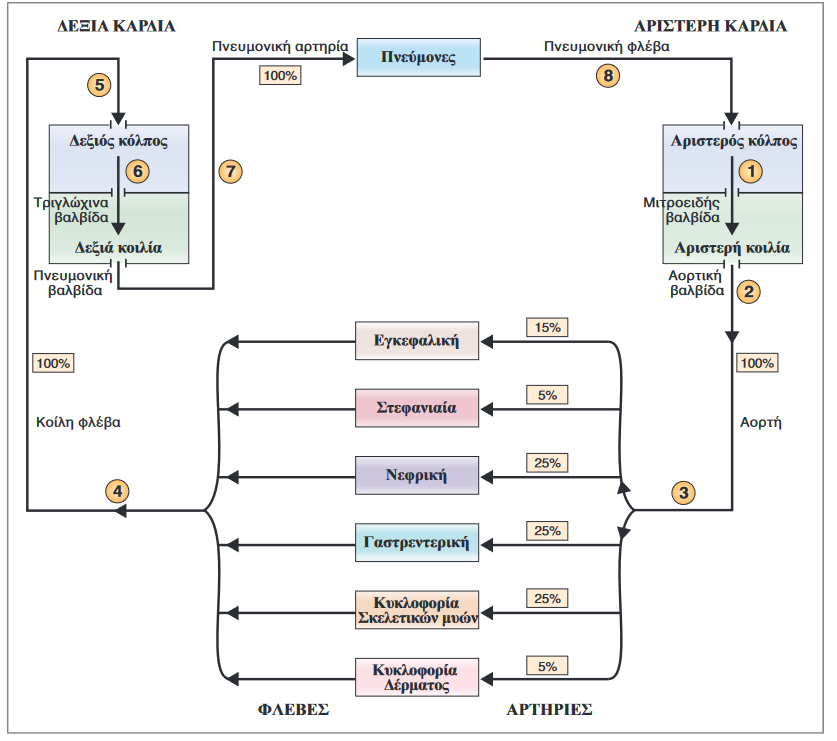 ΔΕΞΙΑ ΚΑΡΔΙΑ
ΑΡΙΣΤΕΡΗ ΚΑΡΔΙΑ
Πνευμονική αρτηρία
100%
Πνεύμονες
Πνευμονική φλέβα
8
5
7
Δεξιός κόλπος
6
Τριγλώχινα
βαλβίδα
Δεξιά κοιλία
Πνευμονική
βαλβίδα
Αριστερός κόλπος
1
Μιτροειδής
βαλβίδα
Αριστερή κοιλία
Αορτική
βαλβίδα
2
100%
Αορτή
3
15%
Εγκεφαλική
5%
Στεφανιαία
25%
Νεφρική
25%
Γαστρεντερική
25%
Κυκλοφορία
Σκελετικών μυών
5%
Κυκλοφορία
Δέρματος
100%
Κοίλη φλέβα
4
ΦΛΕΒΕΣ
ΑΡΤΗΡΙΕΣ